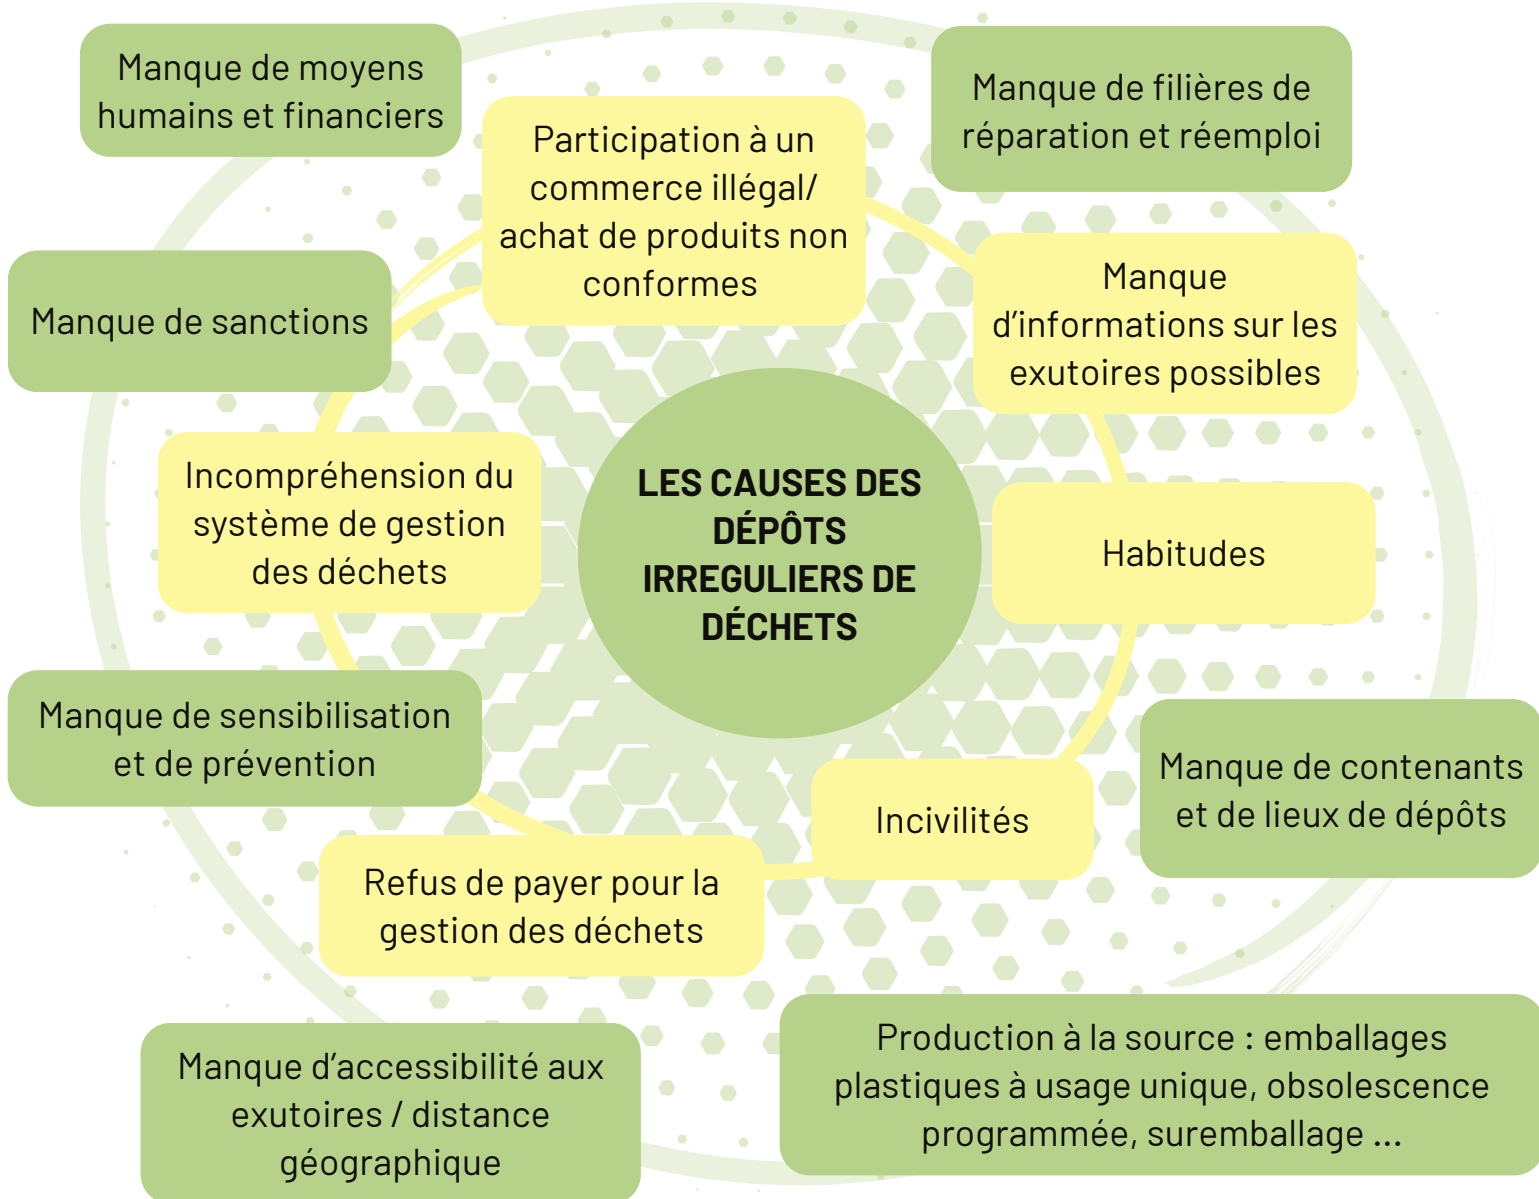 Manque de moyens
humains et financiers
Manque de filières de
réparation et réemploi
Participation à un
commerce illégal/
achat de produits non
conformes
Manque
d'informations sur les
exutoires possibles
Manque de sanctions
Incompréhension du
système de gestion
des déchets
LES CAUSES DES
DÉPÔTS
IRREGULIERS DE
DÉCHETS
Habitudes
Manque de sensibilisation
et de prévention
Manque de contenants
et de lieux de dépôts
Incivilités
Refus de payer pour la
gestion des déchets
Manque d'accessibilité aux
exutoires / distance
géographique
Production à la source : emballages
plastiques à usage unique, obsolescence
programmée, suremballage ...